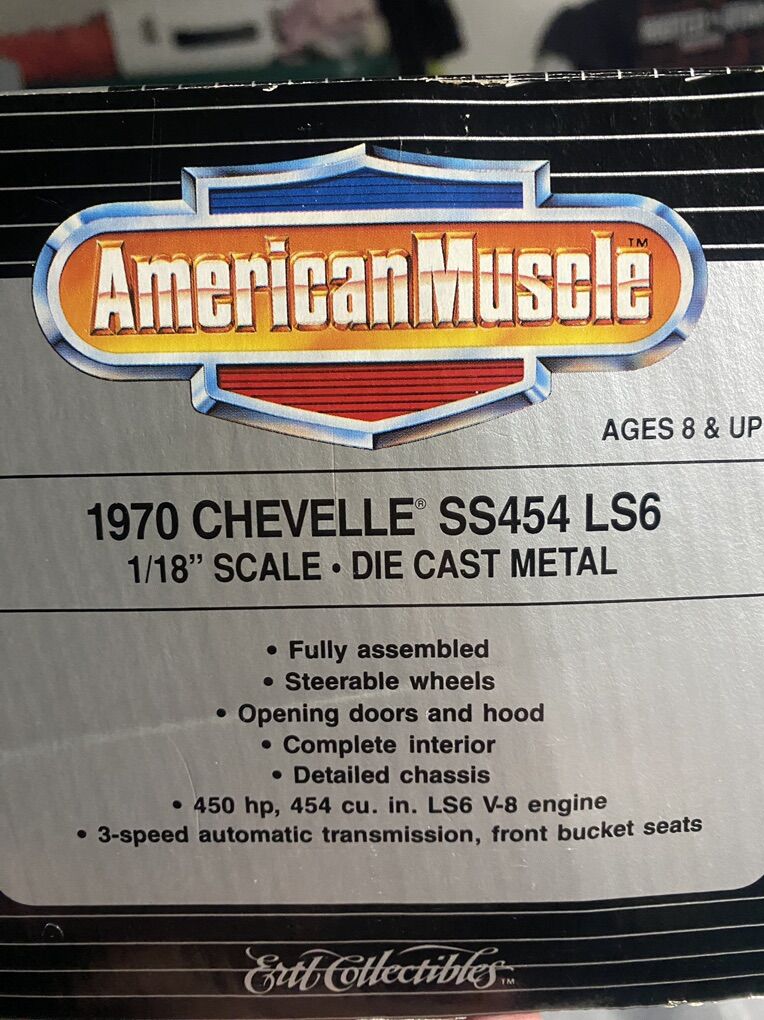 AmericanMuscle™
AGES 8 & UP
1970 CHEVELLE® SS454 LS6
1/18” SCALE • DIE CAST METAL
• Fully assembled
• Steerable wheels
• Opening doors and hood
• Complete interior
• Detailed chassis
• 450 hp, 454 cu. in. LS6 V-8 engine
• 3-speed automatic transmission, front bucket seats
Ertl Collectibles™